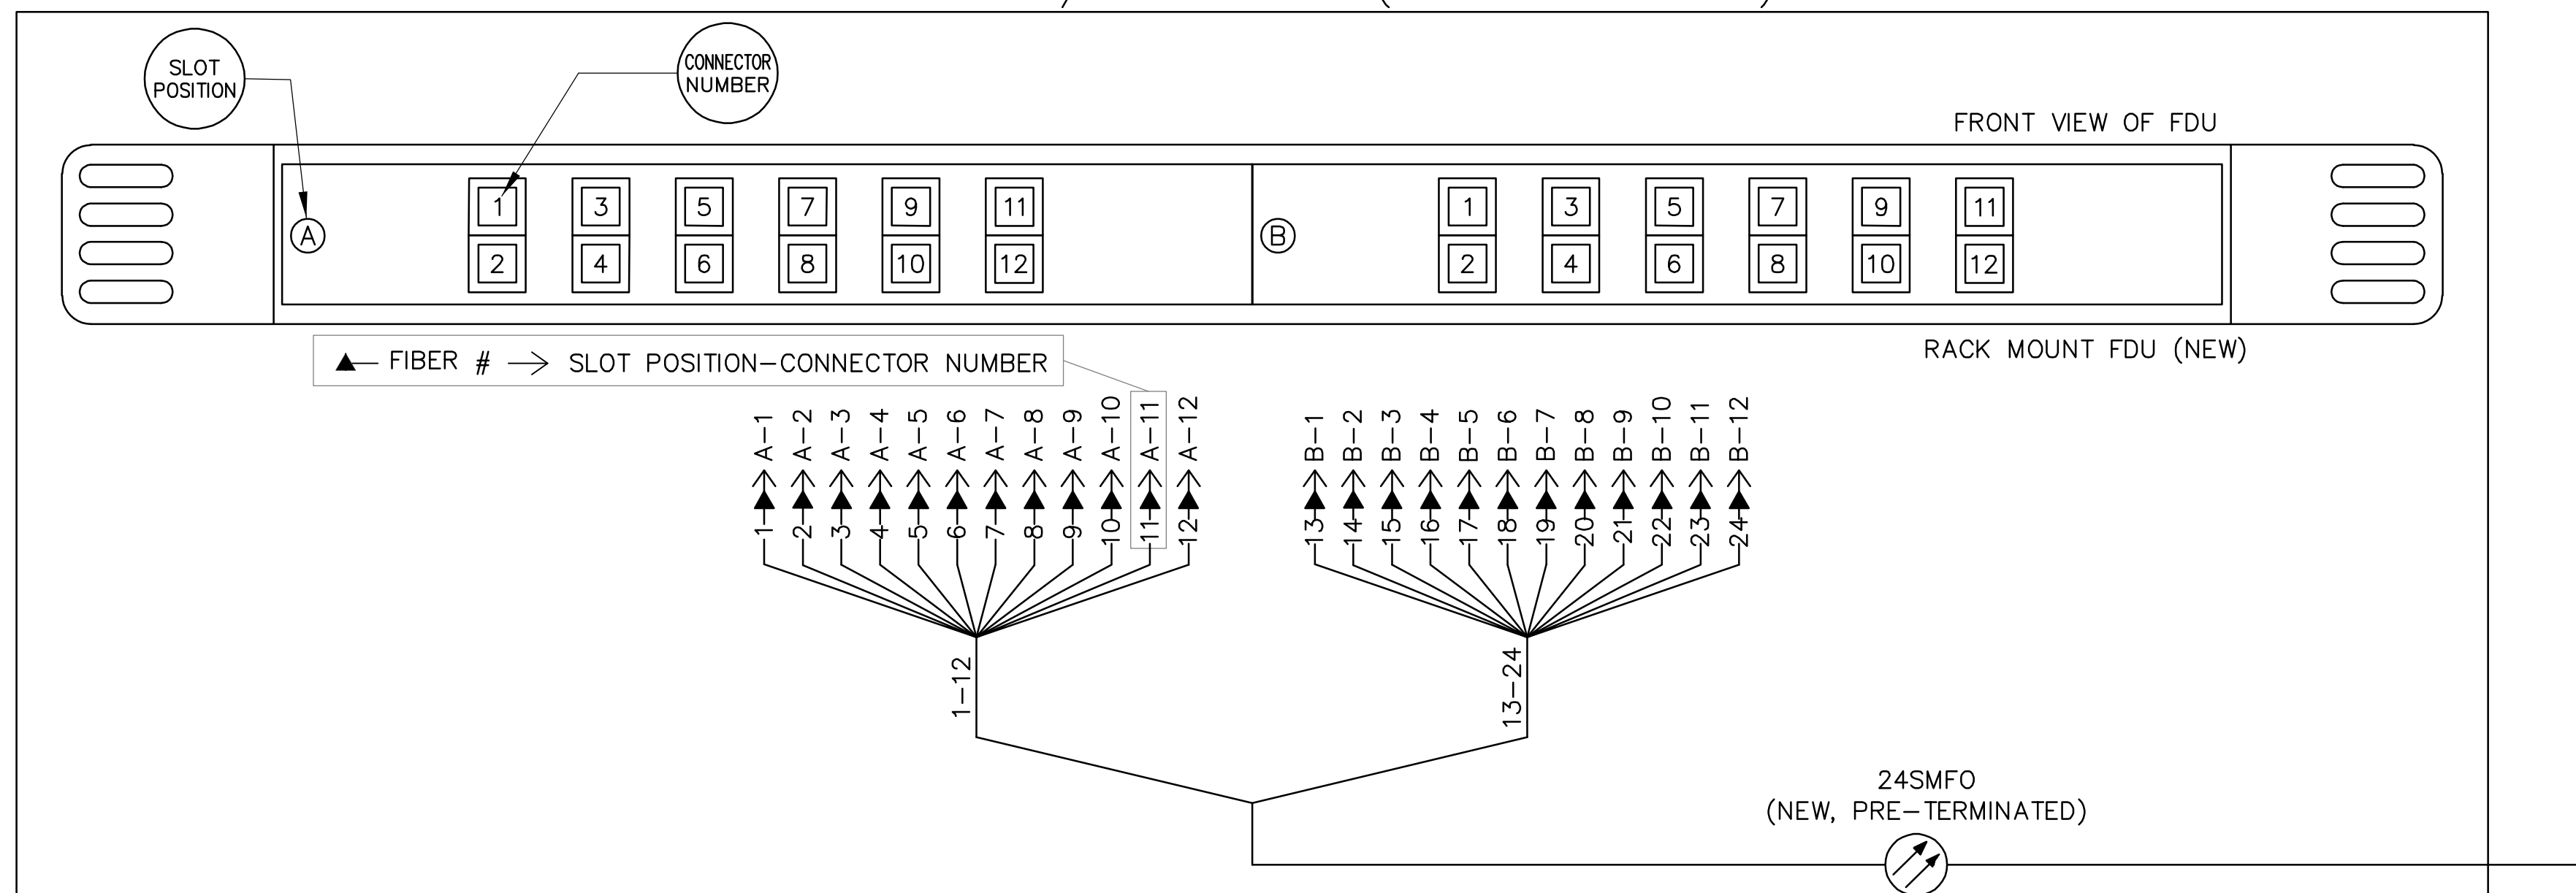 SLOT
POSITION
CONNECTOR
NUMBER
FRONT VIEW OF FDU
A
1 3 5 7 9 11
2 4 6 8 10 12
B
1 3 5 7 9 11
2 4 6 8 10 12
FIBER # SLOT POSITION-CONNECTOR NUMBER
RACK MOUNT FDU (NEW)
A-1
A-2
A-3
A-4
A-5
A-6
A-7
A-8
A-9
A-10
A-11
A-12
B-1
B-2
B-3
B-4
B-5
B-6
B-7
B-8
B-9
B-10
B-11
B-12
1
2
3
4
5
6
7
8
9
10
11
12
13
14
15
16
17
18
19
20
21
22
23
24
1-12
13-24
24SMFO
(NEW, PRE-TERMINATED)